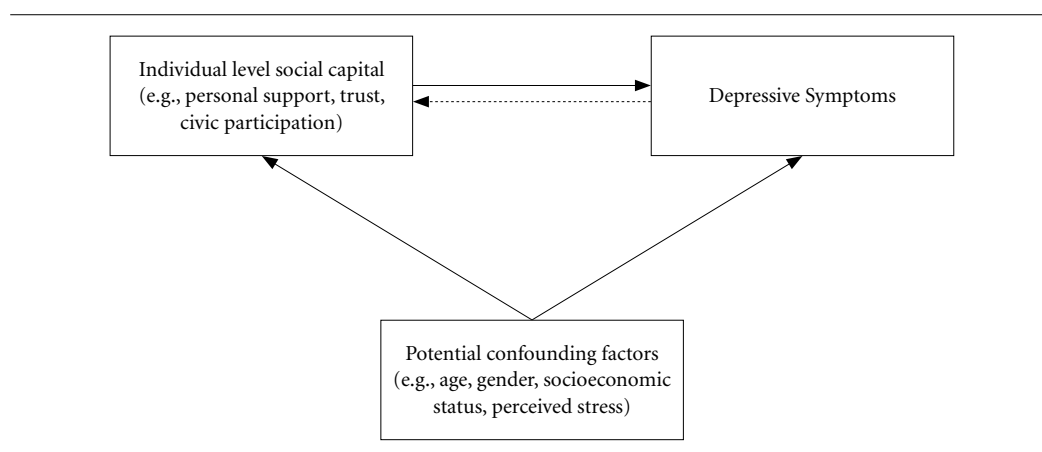 Individual level social capital
(e.g., personal support, trust,
civic participation)
Depressive Symptoms
Potential confounding factors
(e.g., age, gender, socioeconomic
status, perceived stress)